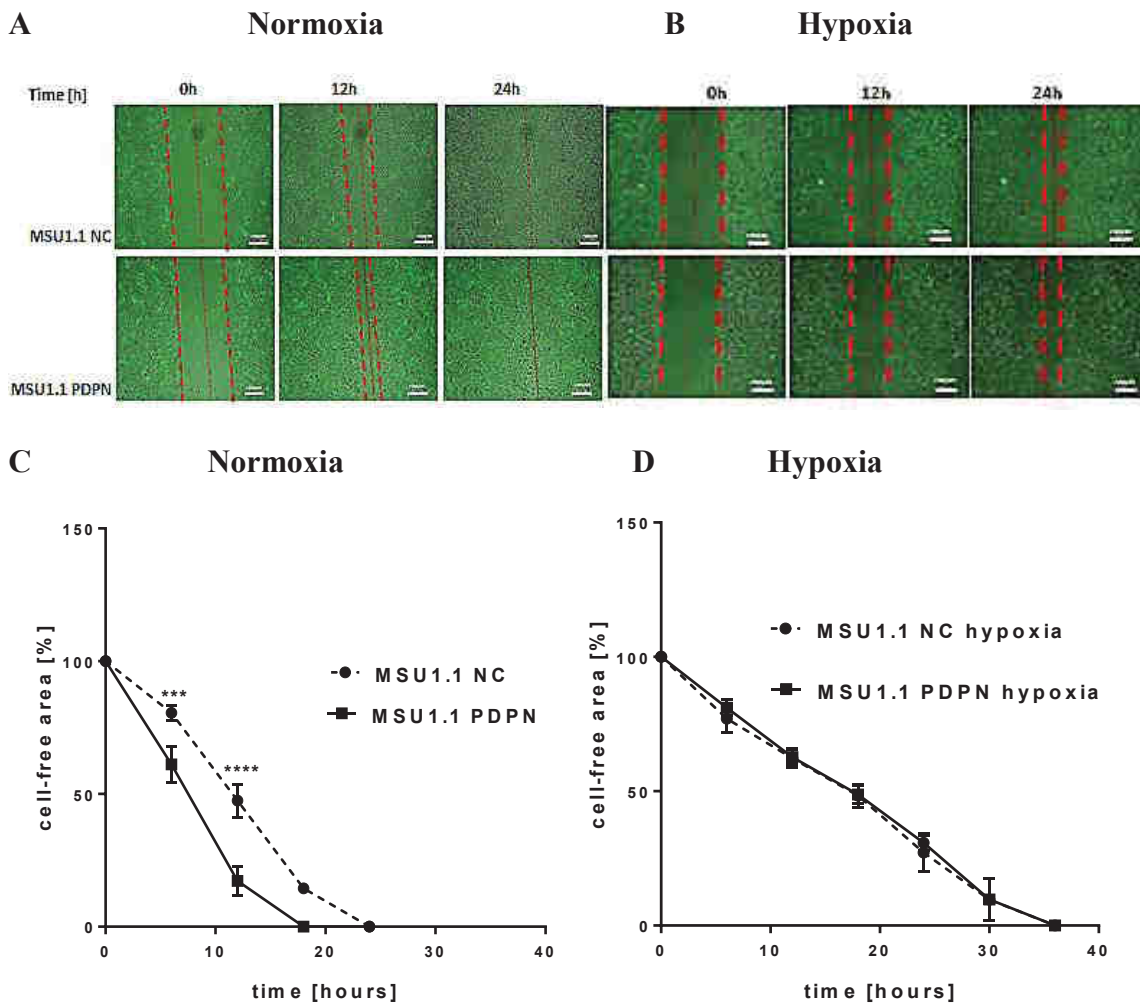 A Normoxia B Hypoxia
Time [h] 0h 12h 24h 0h 12h 24h
MSU1.1 NC
MSU1.1 PDPN
C Normoxia D Hypoxia
150
100
50
0
cell-free area [%]
***
****
MSU1.1 NC
MSU1.1 PDPN
0 10 20 30 40
time [hours]
150
100
50
0
cell-free area [%]
MSU1.1 NC hypoxia
MSU1.1 PDPN hypoxia
0 10 20 30 40
time [hours]